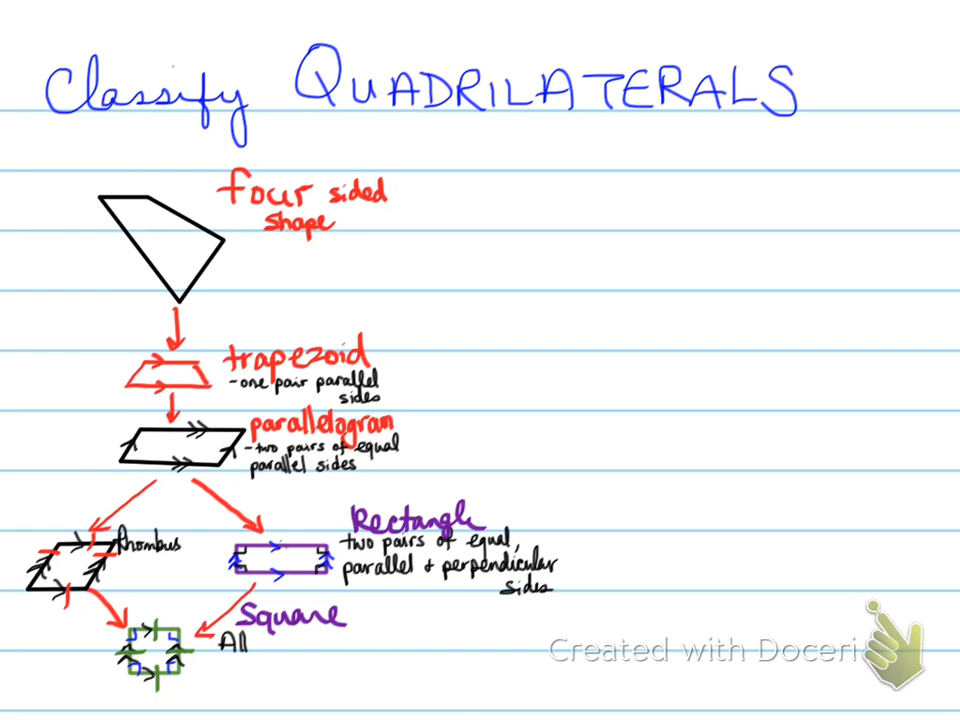 Classify QUADRILATERALS
four sided
shape
trapezoid
-one pair parallel
sides
parallelogram
-two pairs of equal
parallel sides
Rhombus
Rectangle
two pairs of equal,
parallel + perpendicular
sides
Square
All
Created with Doceri